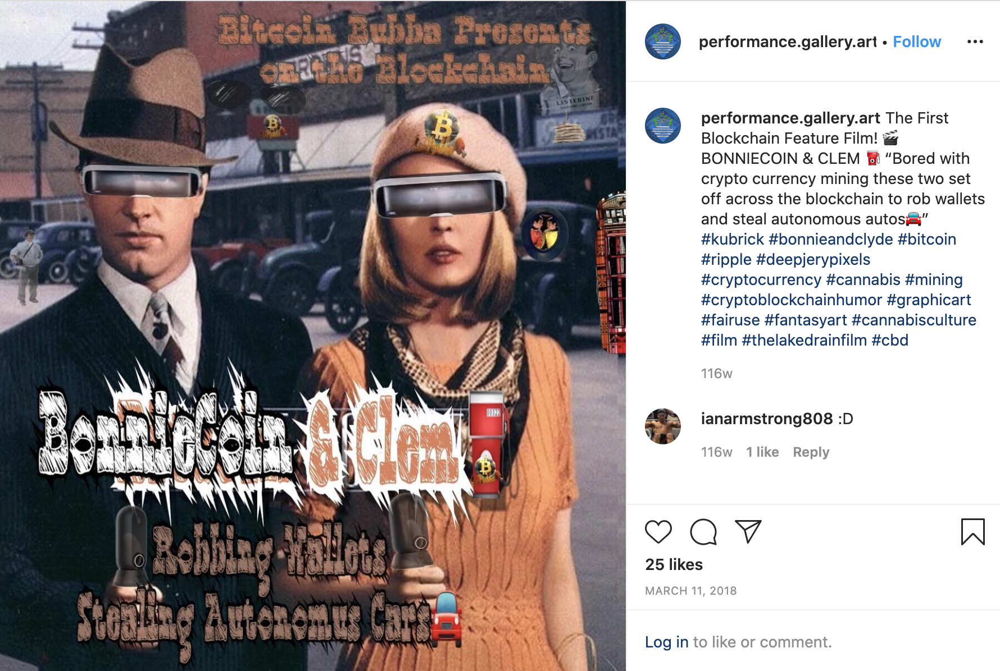 Bitcoin Bubba Presents
on the Blockchain
LISTERINE
SHAVING CREAM
BonnieCoin & Clem
00122
Robbing Wallets
Stealing Autonomus Cars
performance.gallery.art • Follow
performance.gallery.art The First
Blockchain Feature Film! 🎬
BONNIECOIN & CLEM ⛽ “Bored with
crypto currency mining these two set
off across the blockchain to rob wallets
and steal autonomous autos🚘”
#kubrick #bonnieandclyde #bitcoin
#ripple #deepjerypixels
#cryptocurrency #cannabis #mining
#cryptoblockchainhumor #graphicart
#fairuse #fantasyart #cannabisculture
#film #thelakedrainfilm #cbd
116w
ianarmstrong808 :D
116w 1 like Reply
25 likes
MARCH 11, 2018
Log in to like or comment.